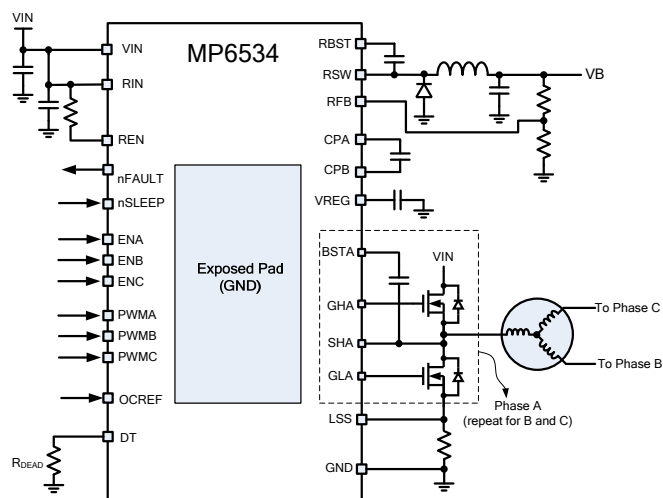 VIN
MP6534
VIN
RIN
REN
nFAULT
nSLEEP
ENA
ENB
ENC
PWMA
PWMB
PWMC
OCREF
DT
RDEAD
Exposed Pad
(GND)
RBST
RSW
RFB
CPA
CPB
VREG
BSTA
GHA
SHA
GLA
LSS
GND
VB
VIN
To Phase C
To Phase B
Phase A
(repeat for B and C)